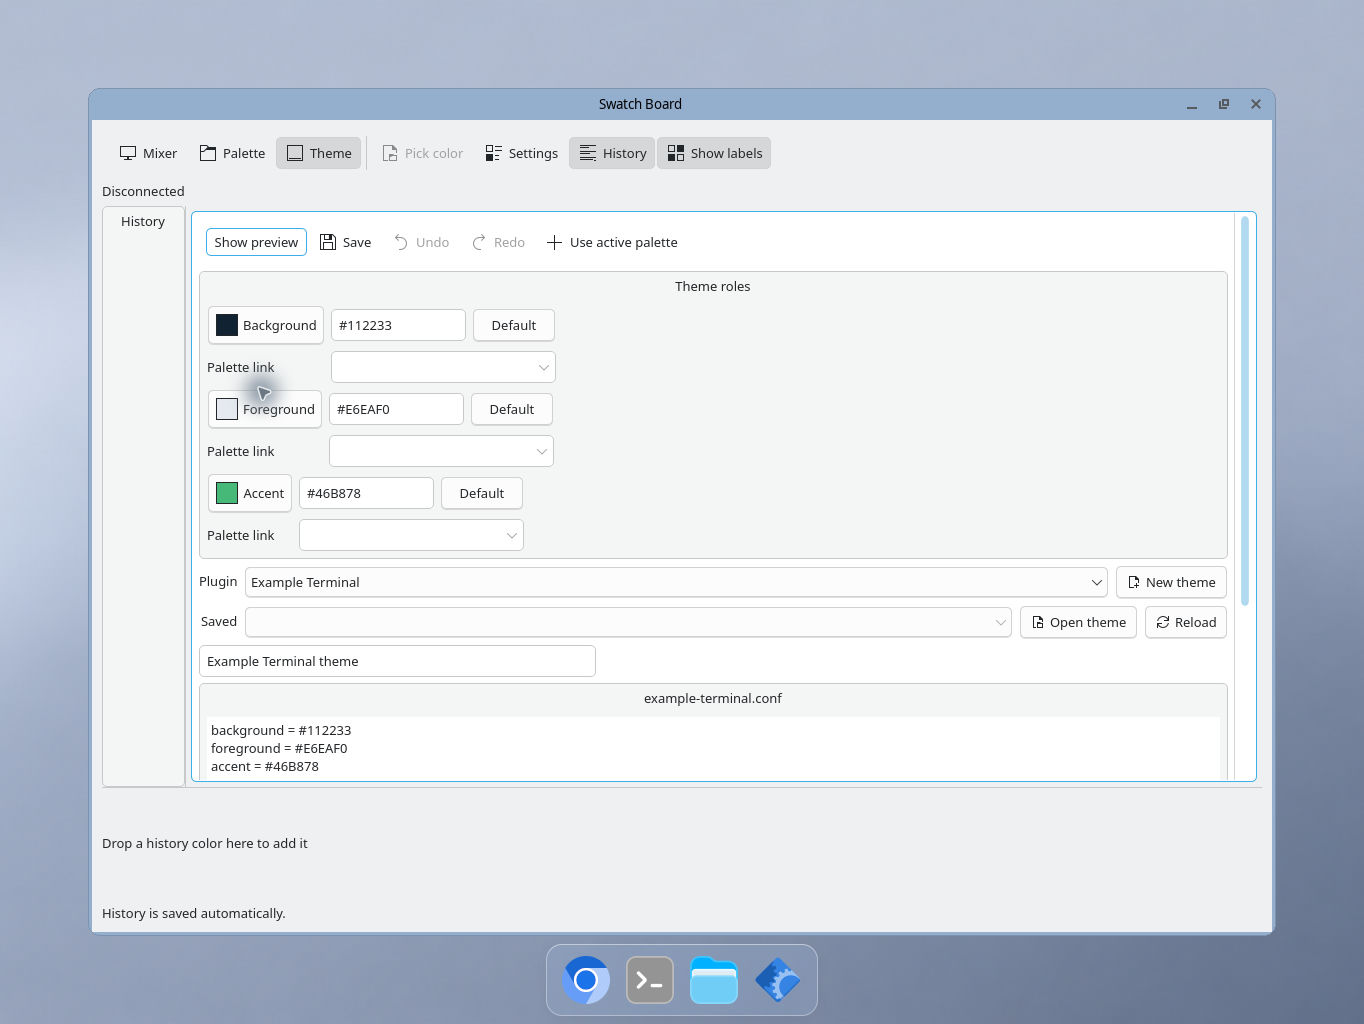 Swatch Board
Mixer Palette Theme Pick color Settings History Show labels
Disconnected
History
Show preview Save Undo Redo Use active palette
Theme roles
Background #112233 Default
Palette link
Foreground #E6EAF0 Default
Palette link
Accent #46B878 Default
Palette link
Plugin Example Terminal New theme
Saved Open theme Reload
Example Terminal theme
example-terminal.conf
background = #112233
foreground = #E6EAF0
accent = #46B878
Drop a history color here to add it
History is saved automatically.